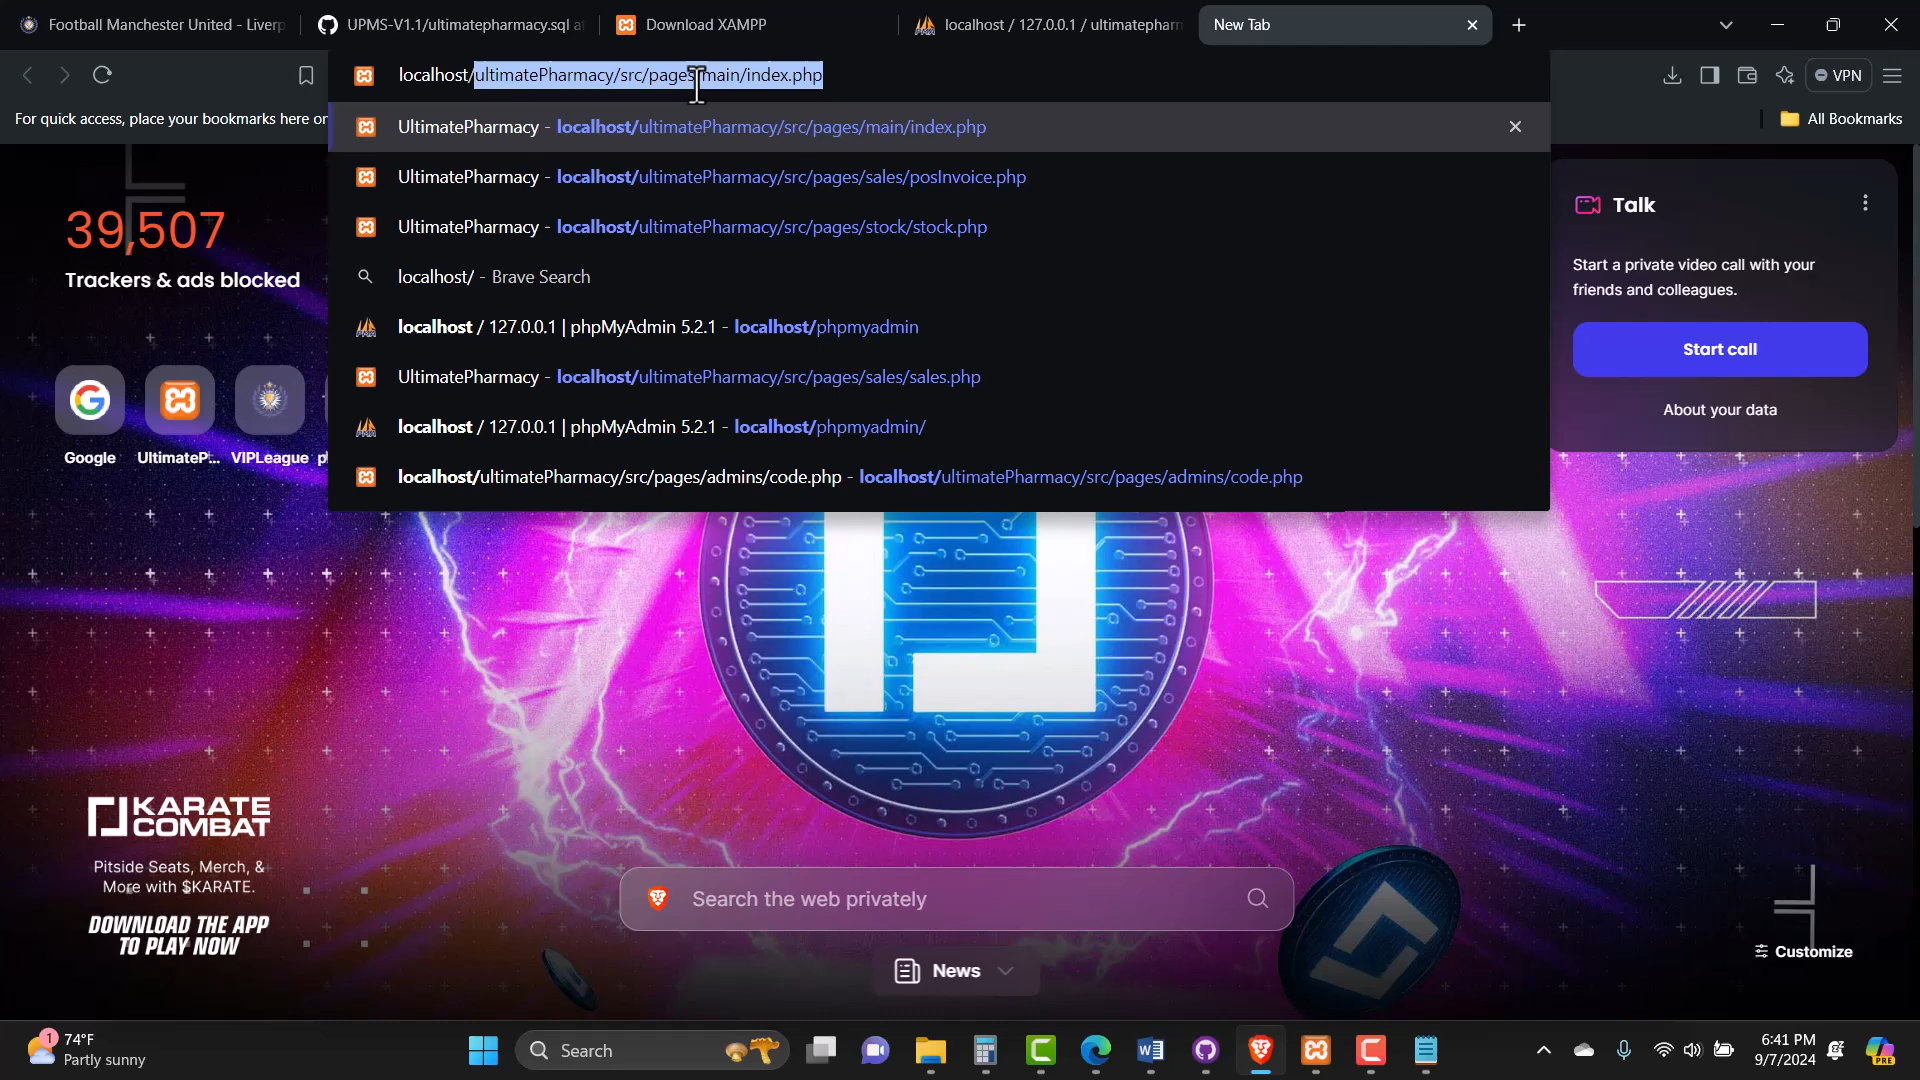 Football Manchester United - Liverp
UPMS-V1.1/ultimatepharmacy.sql a
Download XAMPP
localhost / 127.0.0.1 / ultimatepharm
New Tab
localhost/ultimatePharmacy/src/pages/main/index.php
VPN
For quick access, place your bookmarks here on
All Bookmarks
UltimatePharmacy - localhost/ultimatePharmacy/src/pages/main/index.php
UltimatePharmacy - localhost/ultimatePharmacy/src/pages/sales/posInvoice.php
UltimatePharmacy - localhost/ultimatePharmacy/src/pages/stock/stock.php
localhost/ - Brave Search
localhost / 127.0.0.1 | phpMyAdmin 5.2.1 - localhost/phpmyadmin
UltimatePharmacy - localhost/ultimatePharmacy/src/pages/sales/sales.php
localhost / 127.0.0.1 | phpMyAdmin 5.2.1 - localhost/phpmyadmin/
localhost/ultimatePharmacy/src/pages/admins/code.php - localhost/ultimatePharmacy/src/pages/admins/code.php
39,507
Trackers & ads blocked
Google
UltimateP...
VIPLeague
Talk
Start a private video call with your
friends and colleagues.
Start call
About your data
KARATE
COMBAT
Pitside Seats, Merch, &
More with $KARATE.
DOWNLOAD THE APP
TO PLAY NOW
Search the web privately
News
Customize
1
74°F
Partly sunny
Search
6:41 PM
9/7/2024
PRE